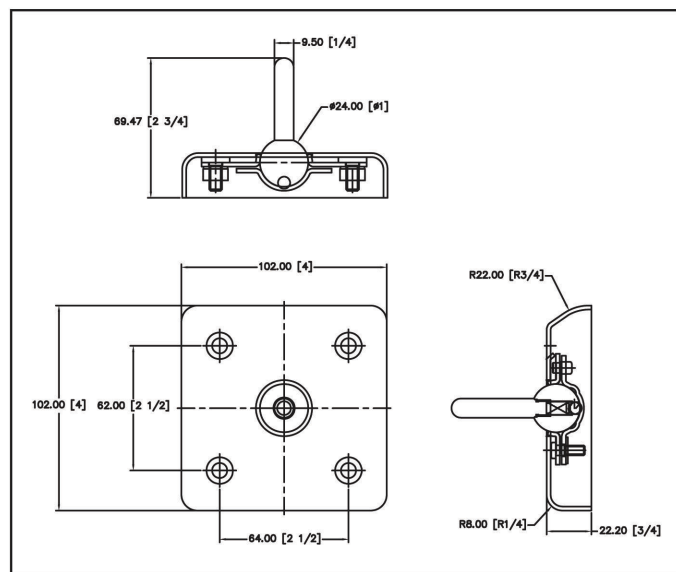 9.50 [1/4]
69.47 [2 3/4]
ø24.00 [ø1]
102.00 [4]
R22.00 [R3/4]
102.00 [4]
62.00 [2 1/2]
64.00 [2 1/2]
R8.00 [R1/4]
22.20 [3/4]